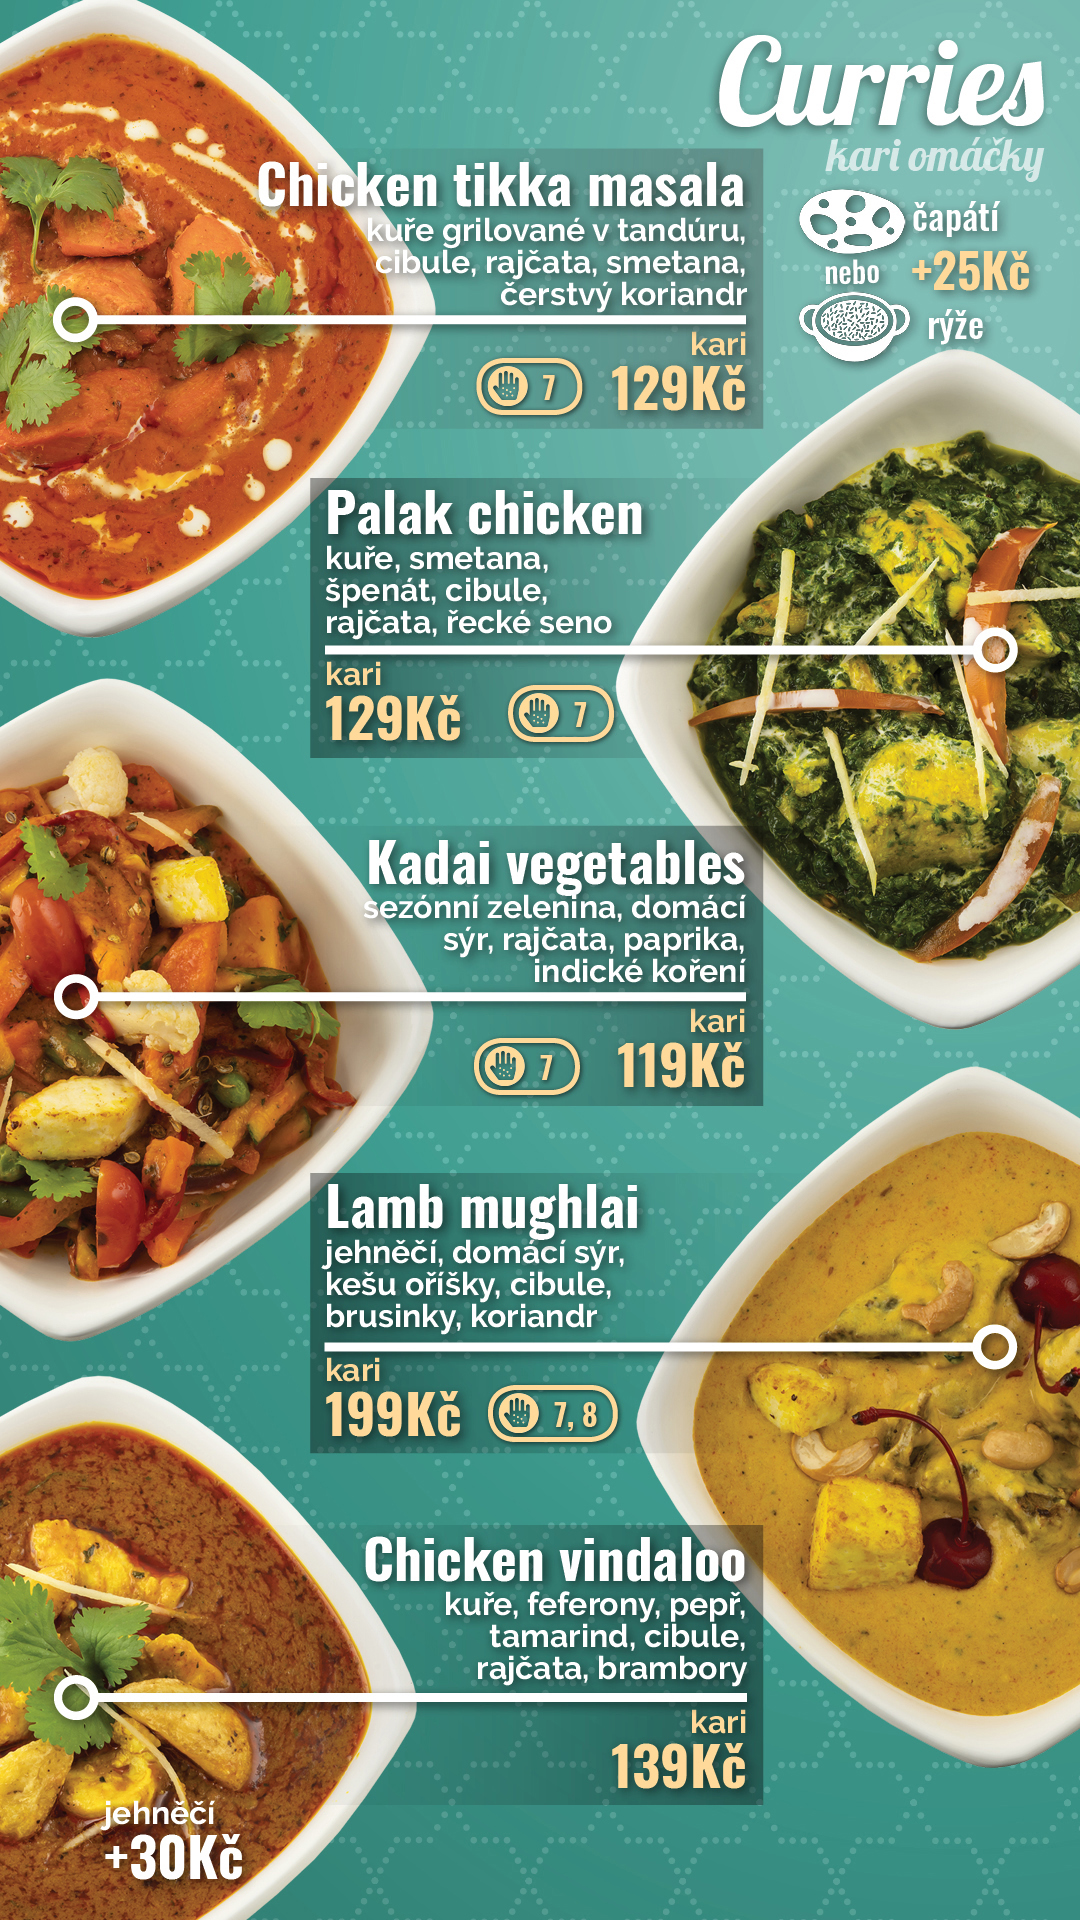 Curries
kari omáčky
čapátí
nebo
+25Kč
rýže
Chicken tikka masala
kuře grilované v tandúru,
cibule, rajčata, smetana,
čerstvý koriandr
kari
7
129Kč
Palak chicken
kuře, smetana,
špenát, cibule,
rajčata, řecké seno
kari
129Kč
7
Kadai vegetables
sezónní zelenina, domácí
sýr, rajčata, paprika,
indické koření
kari
7
119Kč
Lamb mughlai
jehněčí, domácí sýr,
kešu oříšky, cibule,
brusinky, koriandr
kari
199Kč
7, 8
Chicken vindaloo
kuře, feferony, pepř,
tamarind, cibule,
rajčata, brambory
kari
139Kč
jehněčí
+30Kč